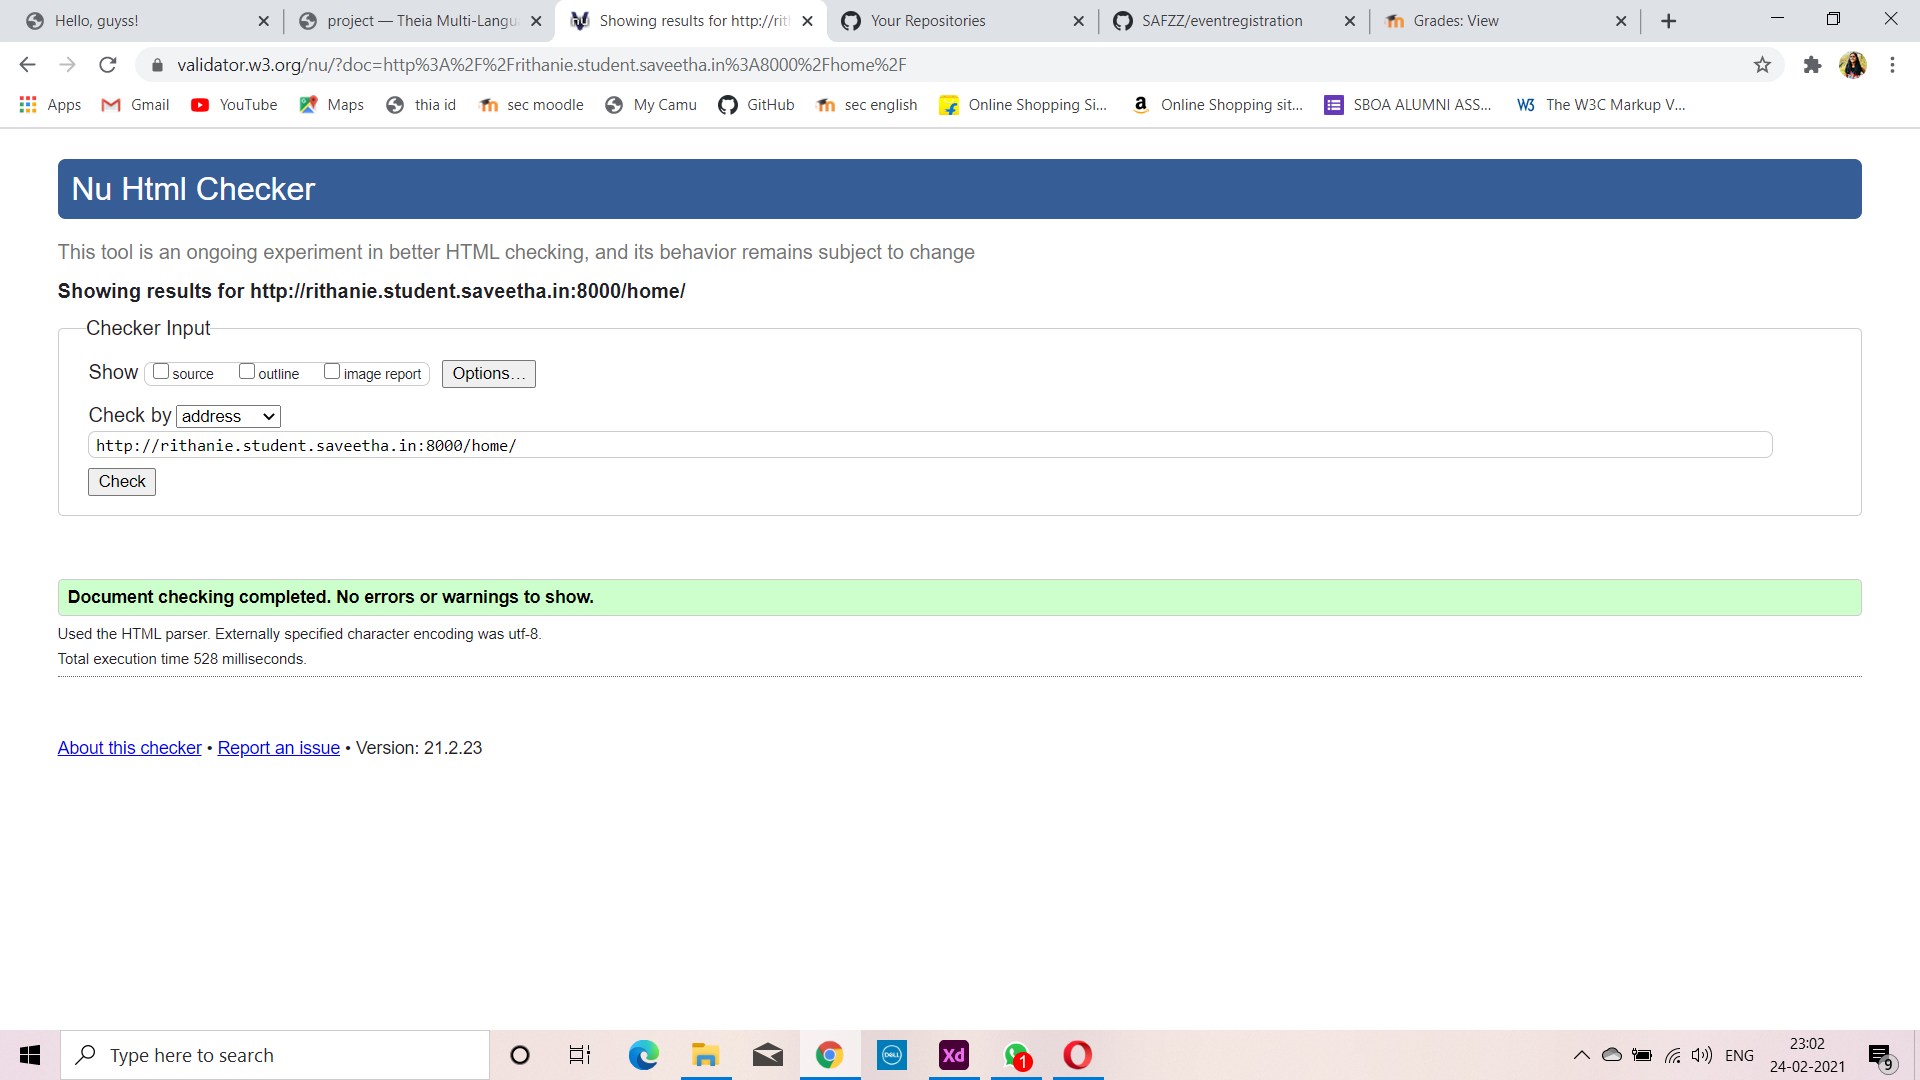 Hello, guyss!
project — Theia Multi-Langu
Showing results for http://rit
Your Repositories
SAFZZ/eventregistration
Grades: View
validator.w3.org/nu/?doc=http%3A%2F%2Frithanie.student.saveetha.in%3A8000%2Fhome%2F
Apps
Gmail
YouTube
Maps
thia id
sec moodle
My Camu
GitHub
sec english
Online Shopping Si...
Online Shopping sit...
SBOA ALUMNI ASS...
The W3C Markup V...
Nu Html Checker
This tool is an ongoing experiment in better HTML checking, and its behavior remains subject to change
Showing results for http://rithanie.student.saveetha.in:8000/home/
Checker Input
Show source outline image report Options...
Check by address
http://rithanie.student.saveetha.in:8000/home/
Check
Document checking completed. No errors or warnings to show.
Used the HTML parser. Externally specified character encoding was utf-8.
Total execution time 528 milliseconds.
About this checker • Report an issue • Version: 21.2.23
Type here to search
DELL
Xd
1
ENG
23:02
24-02-2021
9